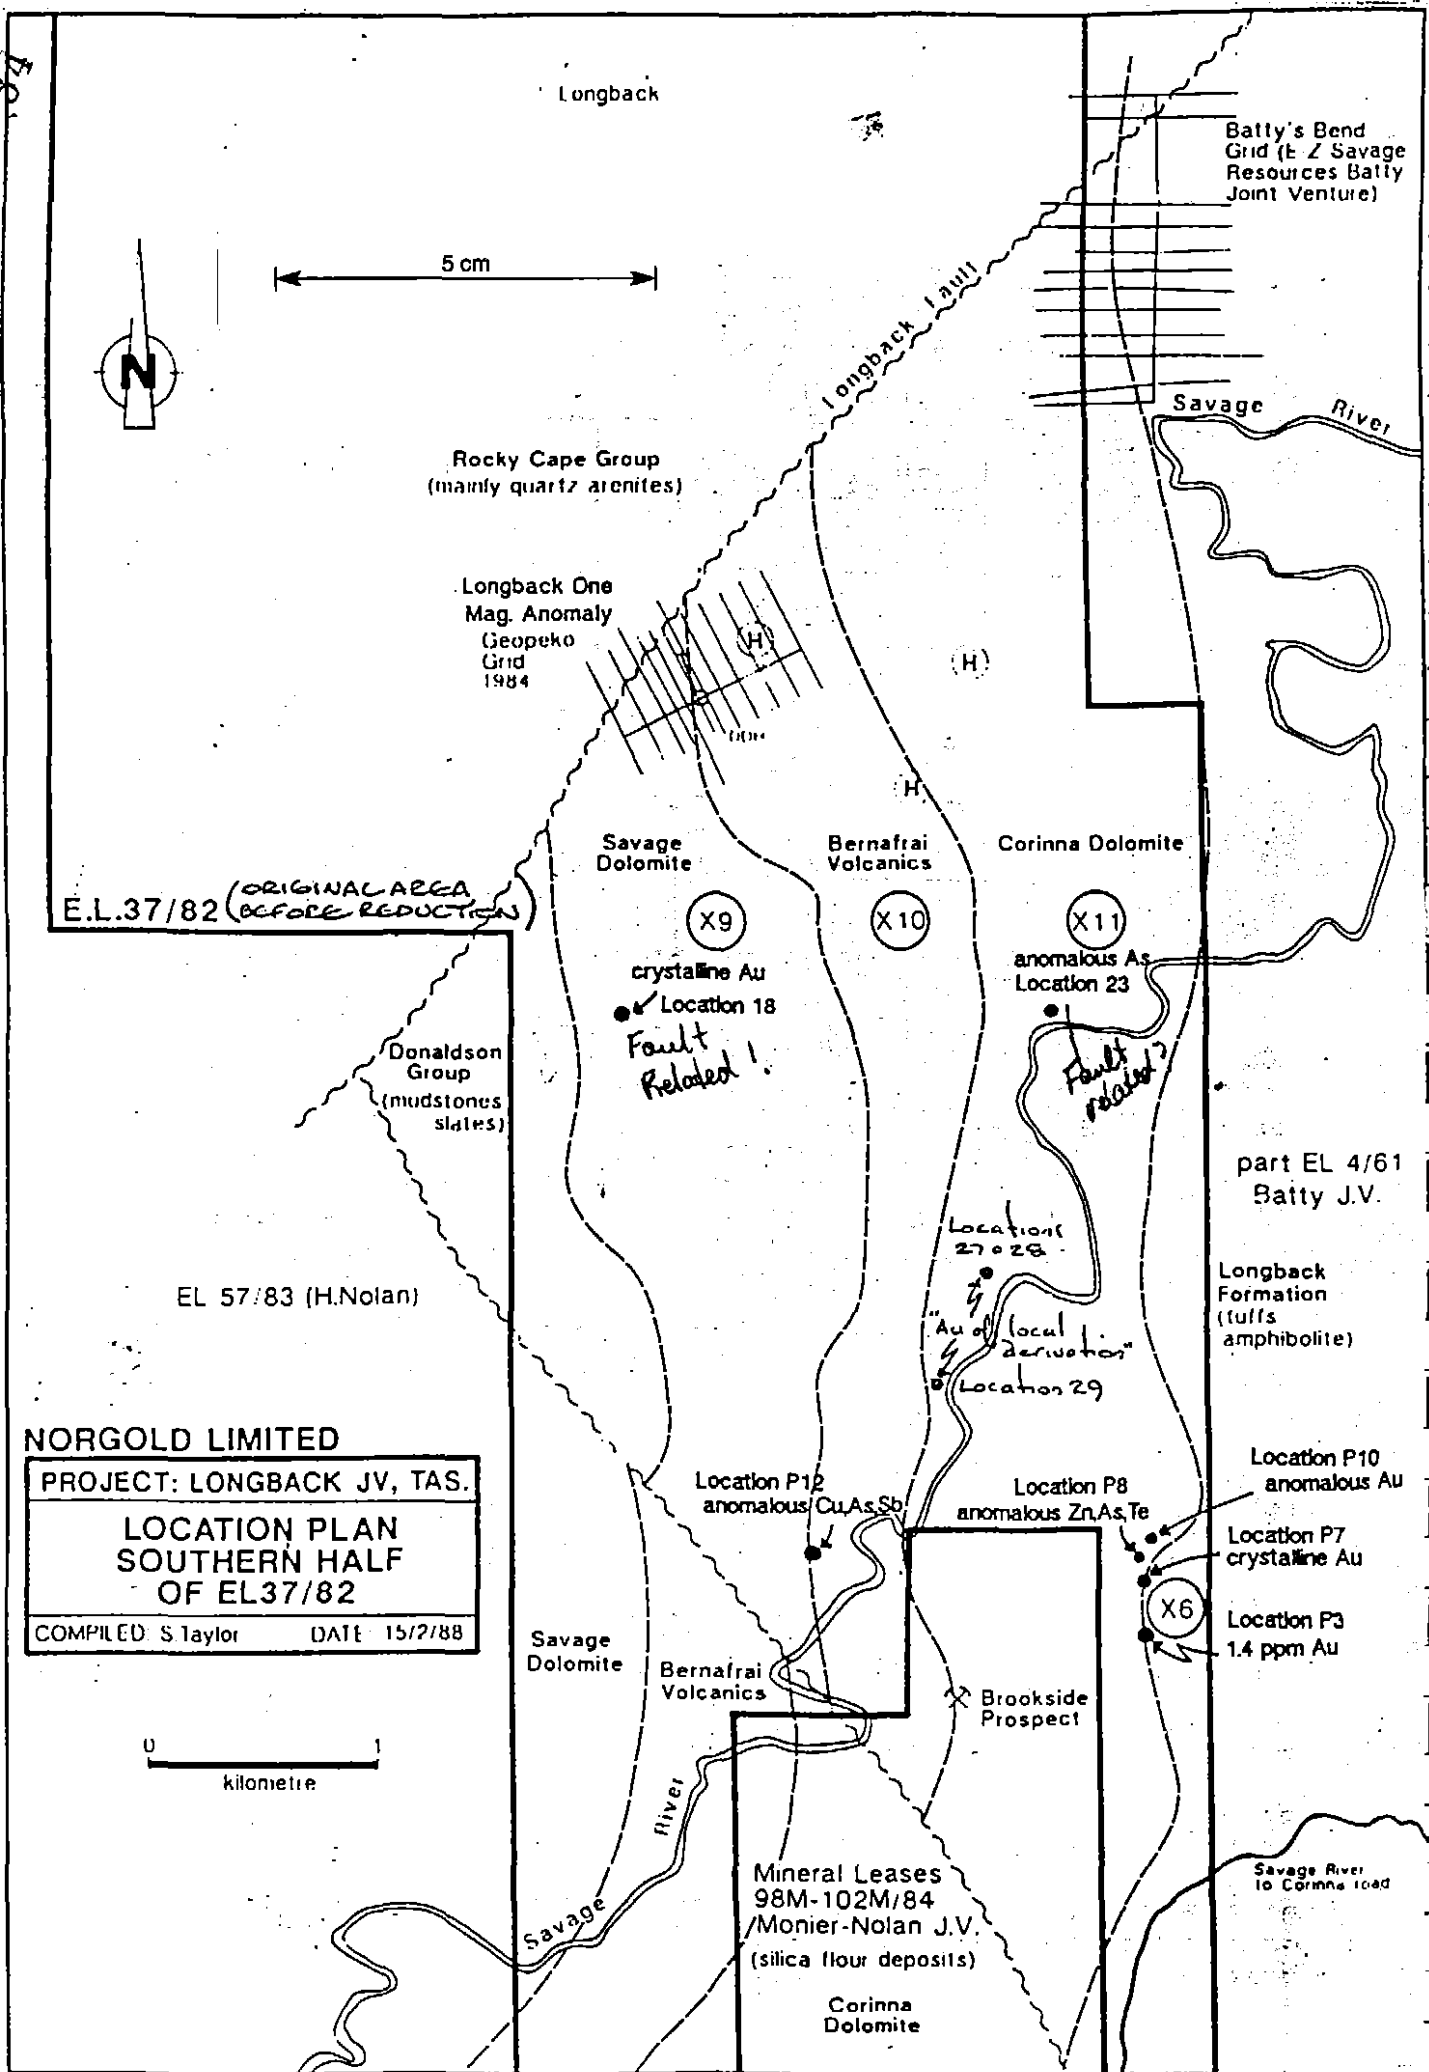 Longback
Batty's Bend
Grid (E Z Savage
Resources Batty
Joint Venture)
5 cm
N
Longback Fault
Savage River
Rocky Cape Group
(mainly quartz arenites)
Longback One
Mag. Anomaly
Geopeko
Grid
1984
H
H
H
DDH
Savage
Dolomite
Bernafrai
Volcanics
Corinna Dolomite
E.L.37/82 (ORIGINAL AREA
BEFORE REDUCTION)
X9
X10
X11
crystalline Au
Location 18
Fault
Related !
anomalous As
Location 23
Fault
related?
Donaldson
Group
(mudstones
slates)
part EL 4/61
Batty J.V.
Locations
27 & 28
"Au of local
derivation"
Location 29
EL 57/83 (H.Nolan)
Longback
Formation
(tuffs
amphibolite)
NORGOLD LIMITED
PROJECT: LONGBACK JV, TAS.
LOCATION PLAN
SOUTHERN HALF
OF EL37/82
COMPILED: S.Taylor DATE 15/2/88
Location P12
anomalous Cu,As,Sb
Location P8
anomalous Zn,As,Te
Location P10
anomalous Au
Location P7
crystalline Au
X6
Location P3
1.4 ppm Au
Savage
Dolomite
Bernafrai
Volcanics
Brookside
Prospect
0 1
kilometre
Savage River
Mineral Leases
98M-102M/84
Monier-Nolan J.V.
(silica flour deposits)
Corinna
Dolomite
Savage River
to Corinna road